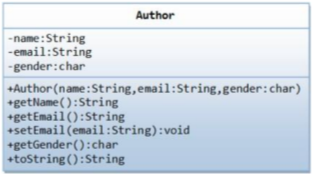 Author
-name:String
-email:String
-gender:char
+Author(name:String,email:String,gender:char)
+getName():String
+getEmail():String
+setEmail(email:String):void
+getGender():char
+toString():String